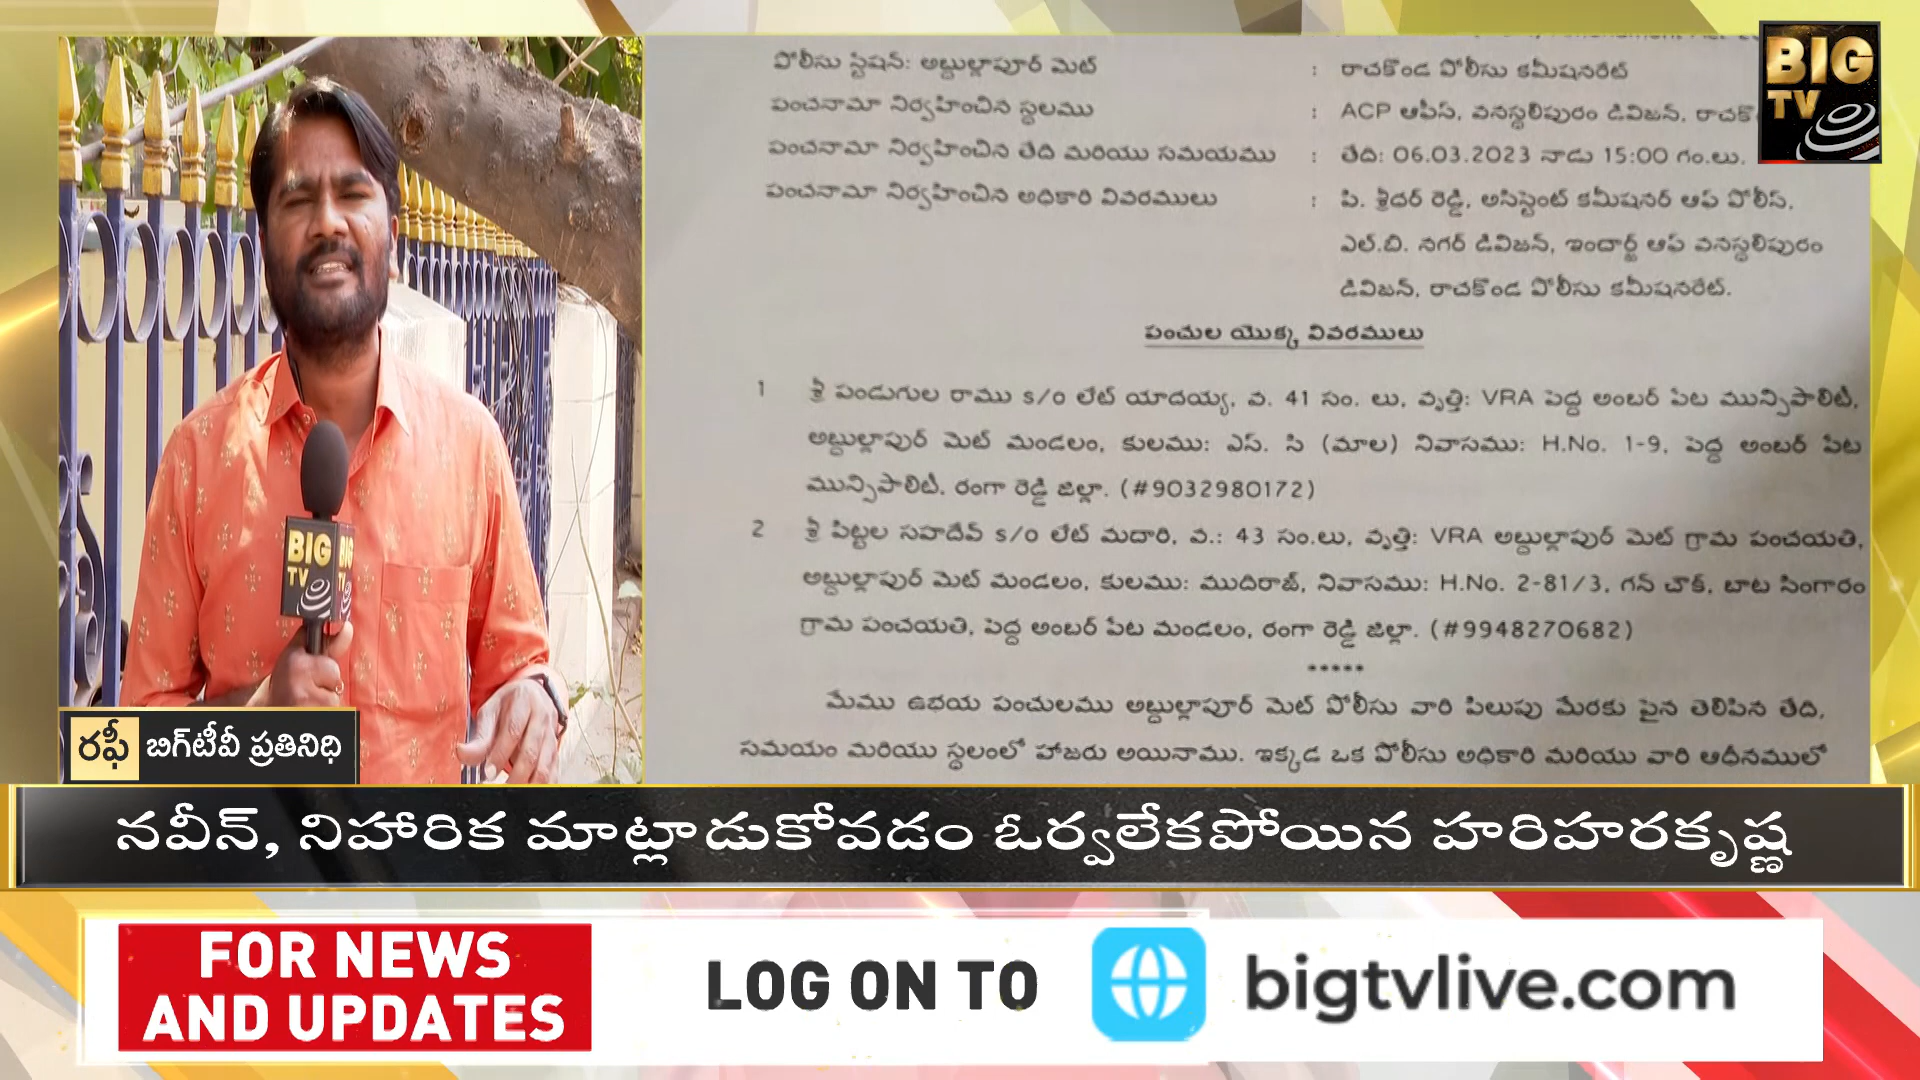 పోలీసు స్టేషన్: అబ్దుల్లాపూర్ మెట్ : రాచకొండ పోలీసు కమీషనరేట్
పంచనామా నిర్వహించిన స్థలము : ACP ఆఫీస్, వనస్థలిపురం డివిజన్,
పంచనామా నిర్వహించిన తేది మరియు సమయము : తేది: 06.03.2023 నాడు 15:00 గం.లు.
పంచనామా నిర్వహించిన అధికారి వివరములు : పి. శ్రీదర్ రెడ్డి, అసిస్టెంట్ కమీషనర్ ఆఫ్ పోలీస్,
ఎల్.బి. నగర్ డివిజన్, ఇంచార్జ్ ఆఫ్ వనస్థలిపురం
డివిజన్, రాచకొండ పోలీసు కమీషనరేట్.
పంచుల యొక్క వివరములు
1 శ్రీ పండుగుల రాము s/o లేట్ యాదయ్య, వ. 41 సం. లు, వృత్తి: VRA పెద్ద అంబర్ పేట మున్సిపాలిటీ,
అబ్దుల్లాపుర్ మెట్ మండలం, కులము: ఎస్. సి (మాల) నివాసము: H.No. 1-9, పెద్ద అంబర్ పేట
మున్సిపాలిటీ, రంగా రెడ్డి జిల్లా. (#9032980172)
2 శ్రీ పిట్టల సహదేవ్ s/o లేట్ మదారి, వ.: 43 సం.లు, వృత్తి: VRA అబ్దుల్లాపుర్ మెట్ గ్రామ పంచయతి,
అబ్దుల్లాపుర్ మెట్ మండలం, కులము: ముదిరాజ్, నివాసము: H.No. 2-81/3, గన్ చౌక్, బాట సింగారం
గ్రామ పంచయతి, పెద్ద అంబర్ పేట మండలం, రంగా రెడ్డి జిల్లా. (#9948270682)
*****
మేము ఉభయ పంచులము అబ్దుల్లాపూర్ మెట్ పోలీసు వారి పిలుపు మేరకు పైన తెలిపిన తేది,
సమయం మరియు స్థలంలో హాజరు అయినాము. ఇక్కడ ఒక పోలీసు అధికారి మరియు వారి ఆధీనములో
BIG
TV
BIG
TV
రఫీ బిగ్‌టీవీ ప్రతినిధి
నవీన్, నిహారిక మాట్లాడుకోవడం ఓర్వలేకపోయిన హరిహరకృష్ణ
FOR NEWS
AND UPDATES
LOG ON TO
bigtvlive.com